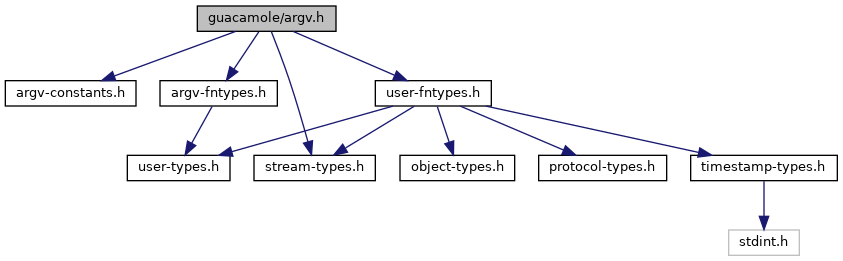 guacamole/argv.h
argv-constants.h
argv-fntypes.h
user-fntypes.h
user-types.h
stream-types.h
object-types.h
protocol-types.h
timestamp-types.h
stdint.h